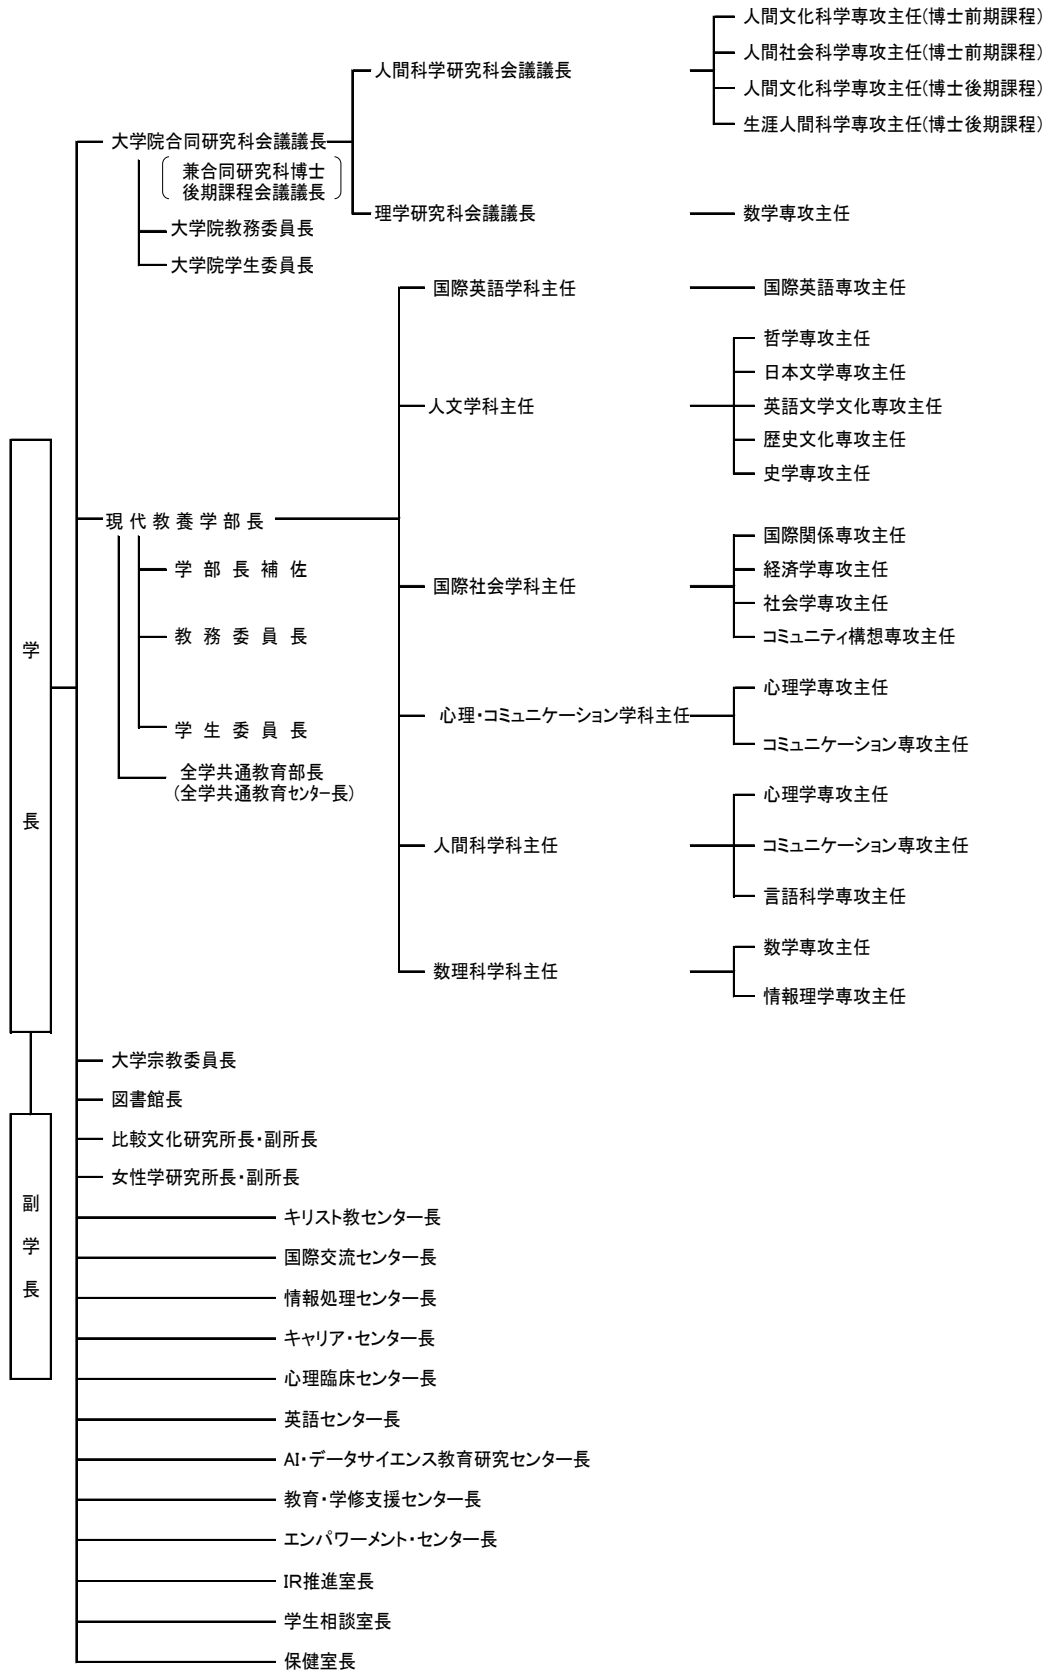 人間文化科学専攻主任(博士前期課程)
人間社会科学専攻主任(博士前期課程)
人間科学研究科会議議長
人間文化科学専攻主任(博士後期課程)
生涯人間科学専攻主任(博士後期課程)
大学院合同研究科会議議長
兼合同研究科博士
後期課程会議議長
理学研究科会議議長
数学専攻主任
大学院教務委員長
大学院学生委員長
国際英語学科主任
国際英語専攻主任
哲学専攻主任
日本文学専攻主任
人文学科主任
英語文学文化専攻主任
歴史文化専攻主任
史学専攻主任
学長
現代教養学部長
学部長補佐
教務委員長
学生委員長
全学共通教育部長
(全学共通教育センター長)
国際関係専攻主任
経済学専攻主任
国際社会学科主任
社会学専攻主任
コミュニティ構想専攻主任
心理学専攻主任
心理・コミュニケーション学科主任
コミュニケーション専攻主任
心理学専攻主任
人間科学科主任
コミュニケーション専攻主任
言語科学専攻主任
数学専攻主任
数理科学科主任
情報理学専攻主任
副学長
大学宗教委員長
図書館長
比較文化研究所長・副所長
女性学研究所長・副所長
キリスト教センター長
国際交流センター長
情報処理センター長
キャリア・センター長
心理臨床センター長
英語センター長
AI・データサイエンス教育研究センター長
教育・学修支援センター長
エンパワーメント・センター長
IR推進室長
学生相談室長
保健室長